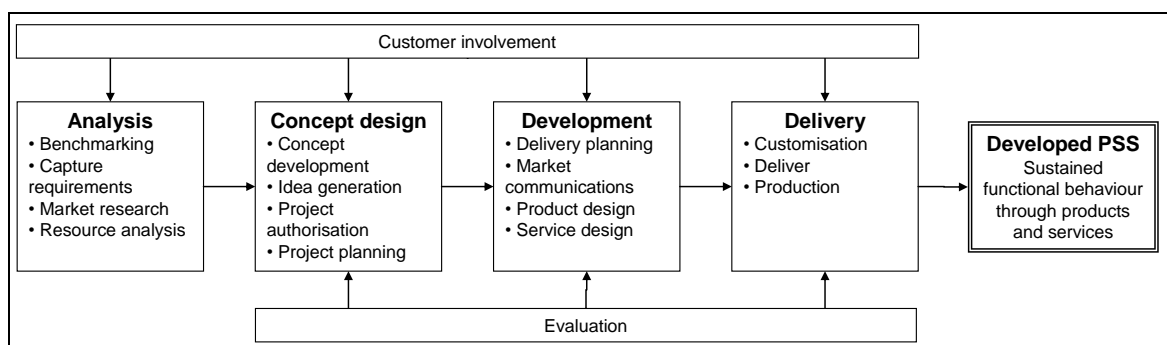 Customer involvement
Analysis
• Benchmarking
• Capture
requirements
• Market research
• Resource analysis
Concept design
• Concept
development
• Idea generation
• Project
authorisation
• Project planning
Development
• Delivery planning
• Market
communications
• Product design
• Service design
Delivery
• Customisation
• Deliver
• Production
Developed PSS
Sustained
functional behaviour
through products
and services
Evaluation